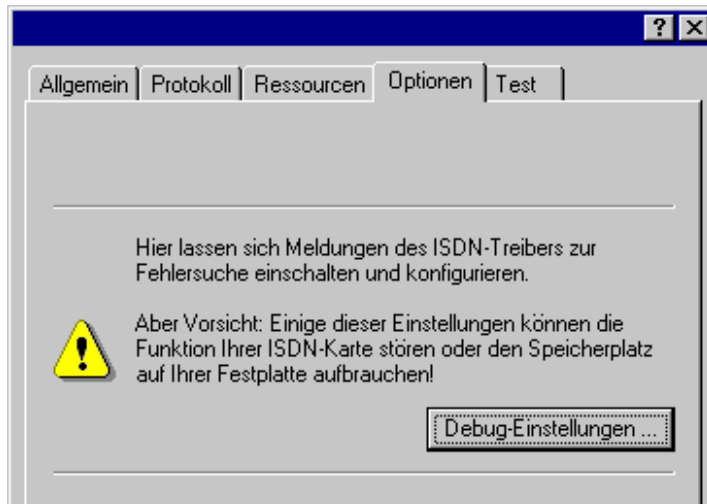 Allgemein Protokoll Ressourcen Optionen Test
Hier lassen sich Meldungen des ISDN-Treibers zur
Fehlersuche einschalten und konfigurieren.
Aber Vorsicht: Einige dieser Einstellungen können die
Funktion Ihrer ISDN-Karte stören oder den Speicherplatz
auf Ihrer Festplatte aufbrauchen!
Debug-Einstellungen ...